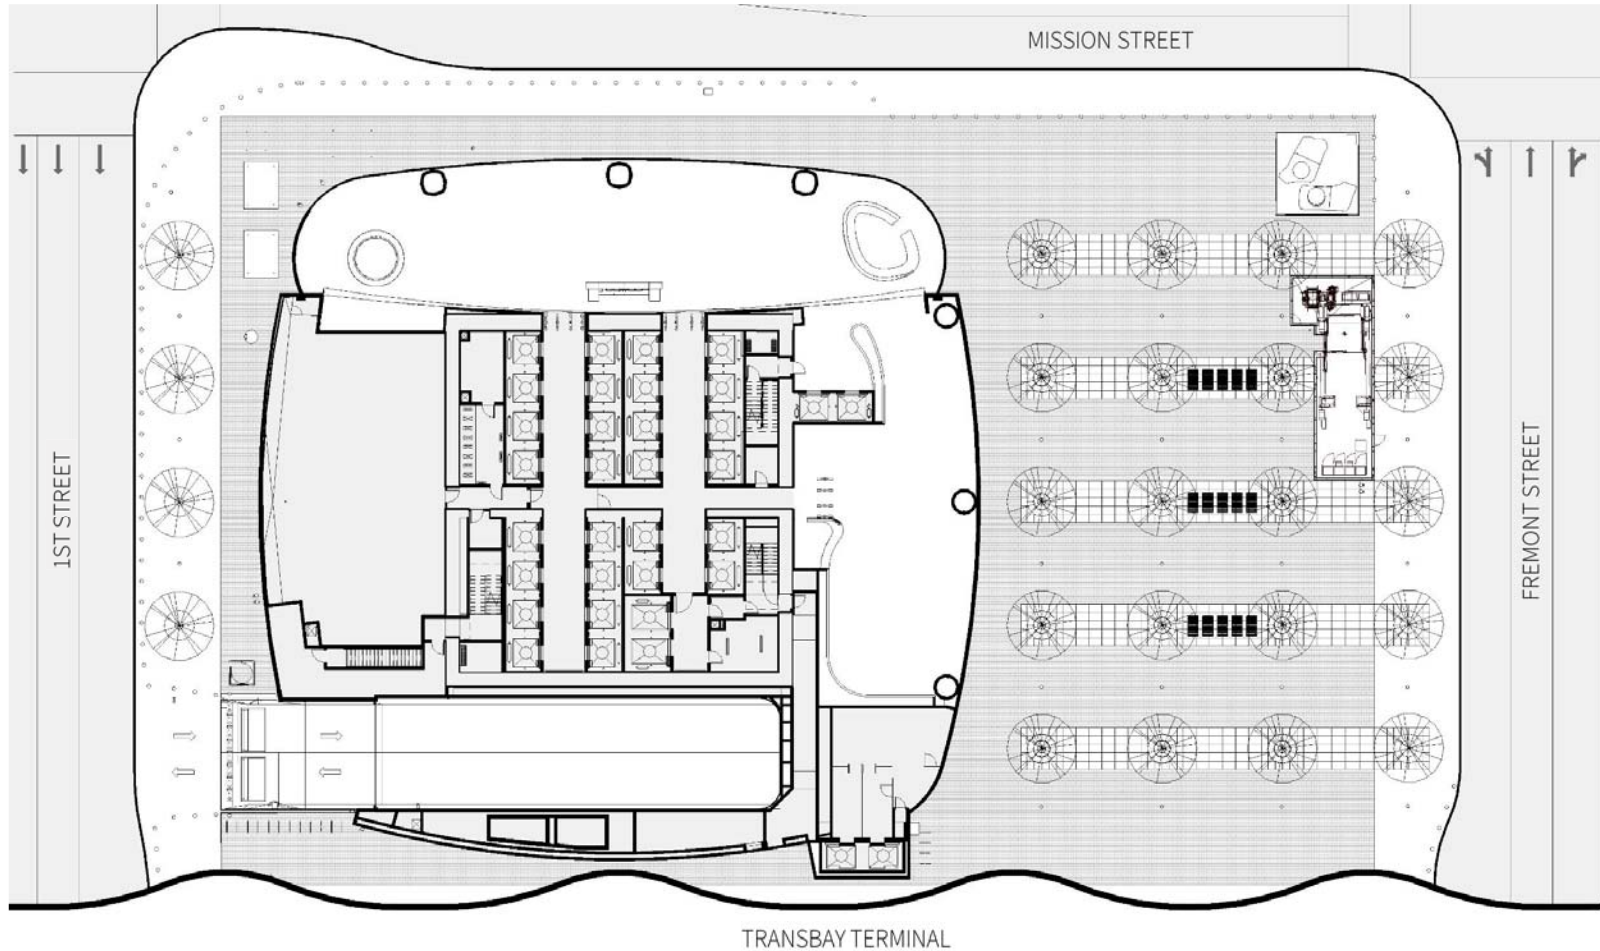 MISSION STREET
1ST STREET
FREMONT STREET
TRANSBAY TERMINAL